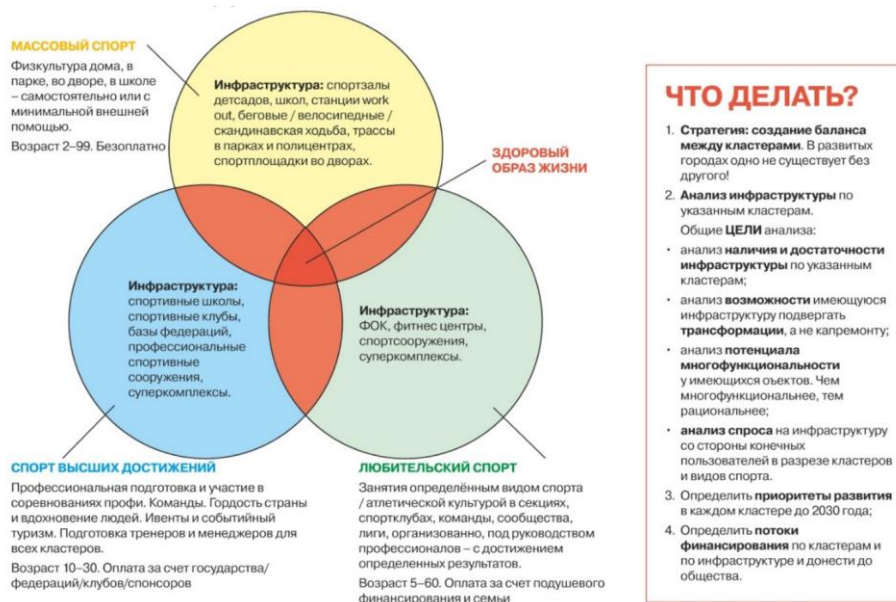 МАССОВЫЙ СПОРТ
Физкультура дома, в
парке, во дворе, в школе
– самостоятельно или с
минимальной внешней
помощью.
Возраст 2–99. Бесплатно
Инфраструктура: спортзалы
детсадов, школ, станции work
out, беговые / велосипедные /
скандинавская ходьба, трассы
в парках и полицентрах,
спортплощадки во дворах.
ЗДОРОВЫЙ
ОБРАЗ ЖИЗНИ
Инфраструктура:
спортивные школы,
спортивные клубы,
базы федераций,
профессиональные
спортивные
сооружения,
суперкомплексы.
Инфраструктура:
ФОК, фитнес центры,
спортсооружения,
суперкомплексы.
СПОРТ ВЫСШИХ ДОСТИЖЕНИЙ
Профессиональная подготовка и участие в
соревнованиях профи. Команды. Гордость страны
и вдохновение людей. Ивенты и событийный
туризм. Подготовка тренеров и менеджеров для
всех кластеров.
Возраст 10–30. Оплата за счет государства/
федераций/клубов/спонсоров
ЛЮБИТЕЛЬСКИЙ СПОРТ
Занятия определённым видом спорта
/ атлетической культурой в секциях,
спортклубах, команды, сообщества,
лиги, организованно, под руководством
профессионалов – с достижением
определенных результатов.
Возраст 5–60. Оплата за счет подушевого
финансирования и семьи
ЧТО ДЕЛАТЬ?
1. Стратегия: создание баланса
между кластерами. В развитых
городах одно не существует без
другого!
2. Анализ инфраструктуры по
указанным кластерам.
Общие ЦЕЛИ анализа:
· анализ наличия и достаточности
инфраструктуры по указанным
кластерам;
· анализ возможности имеющуюся
инфраструктуру подвергать
трансформации, а не капремонту;
· анализ потенциала
многофункциональности
у имеющихся оъектов. Чем
многофункциональнее, тем
рациональнее;
· анализ спроса на инфраструктуру
со стороны конечных
пользователей в разрезе кластеров
и видов спорта.
3. Определить приоритеты развития
в каждом кластере до 2030 года;
4. Определить потоки
финансирования по кластерам и
по инфраструктуре и донести до
общества.